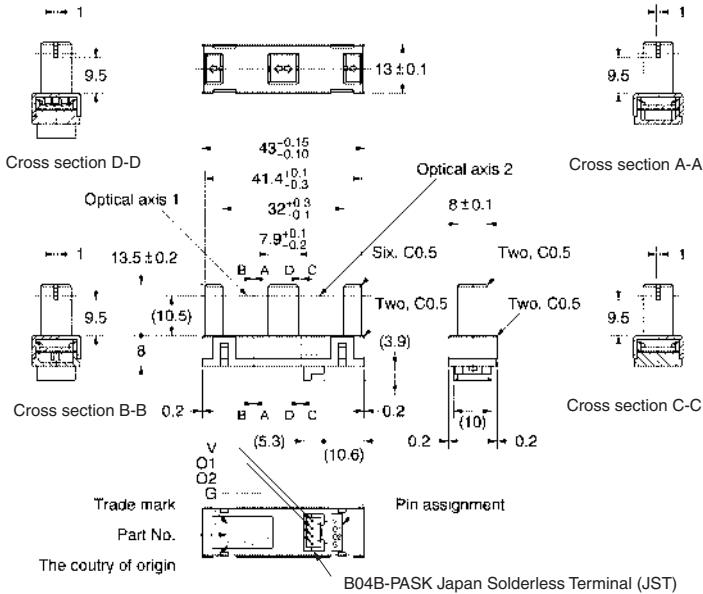 1
1
13±0.1
9.5
9.5
43 -0.15 -0.10
Cross section D-D
Cross section A-A
41.4 +0.1 -0.3
Optical axis 2
Optical axis 1
32 +0.3 -0.1
8±0.1
7.9 +0.1 -0.2
1
13.5±0.2
Six. C0.5
Two, C0.5
1
B A D C
9.5
(10.5)
Two, C0.5
Two. C0.5
9.5
8
(3.9)
Cross section B-B
0.2
B A D C
0.2
(10)
Cross section C-C
(5.3)
(10.6)
0.2
0.2
V
O1
O2
G
Trade mark
Pin assignment
Part No.
The coutry of origin
B04B-PASK Japan Solderless Terminal (JST)